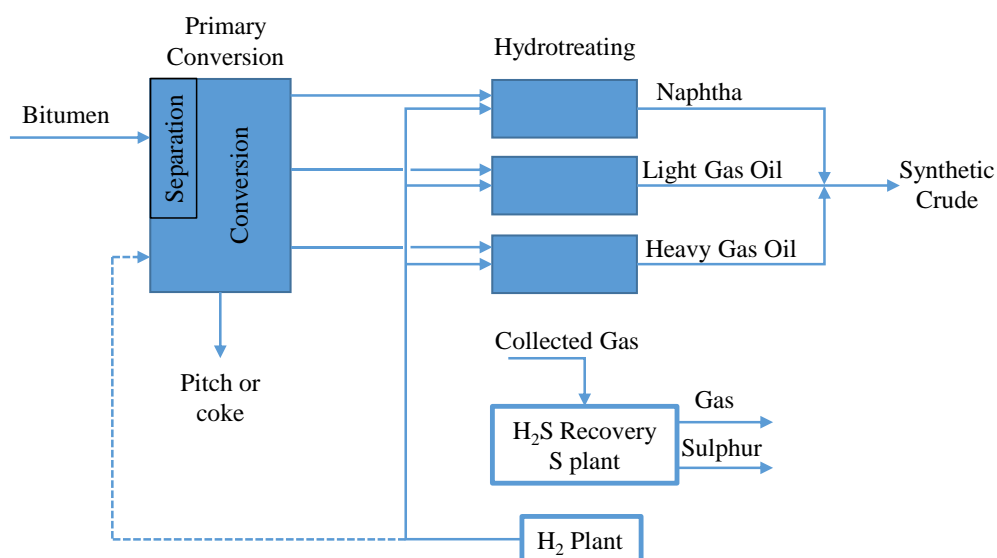 Primary
Conversion
Hydrotreating
Bitumen
Separation
Conversion
Naphtha
Light Gas Oil
Heavy Gas Oil
Synthetic
Crude
Pitch or
coke
Collected Gas
H₂S Recovery
S plant
Gas
Sulphur
H₂ Plant